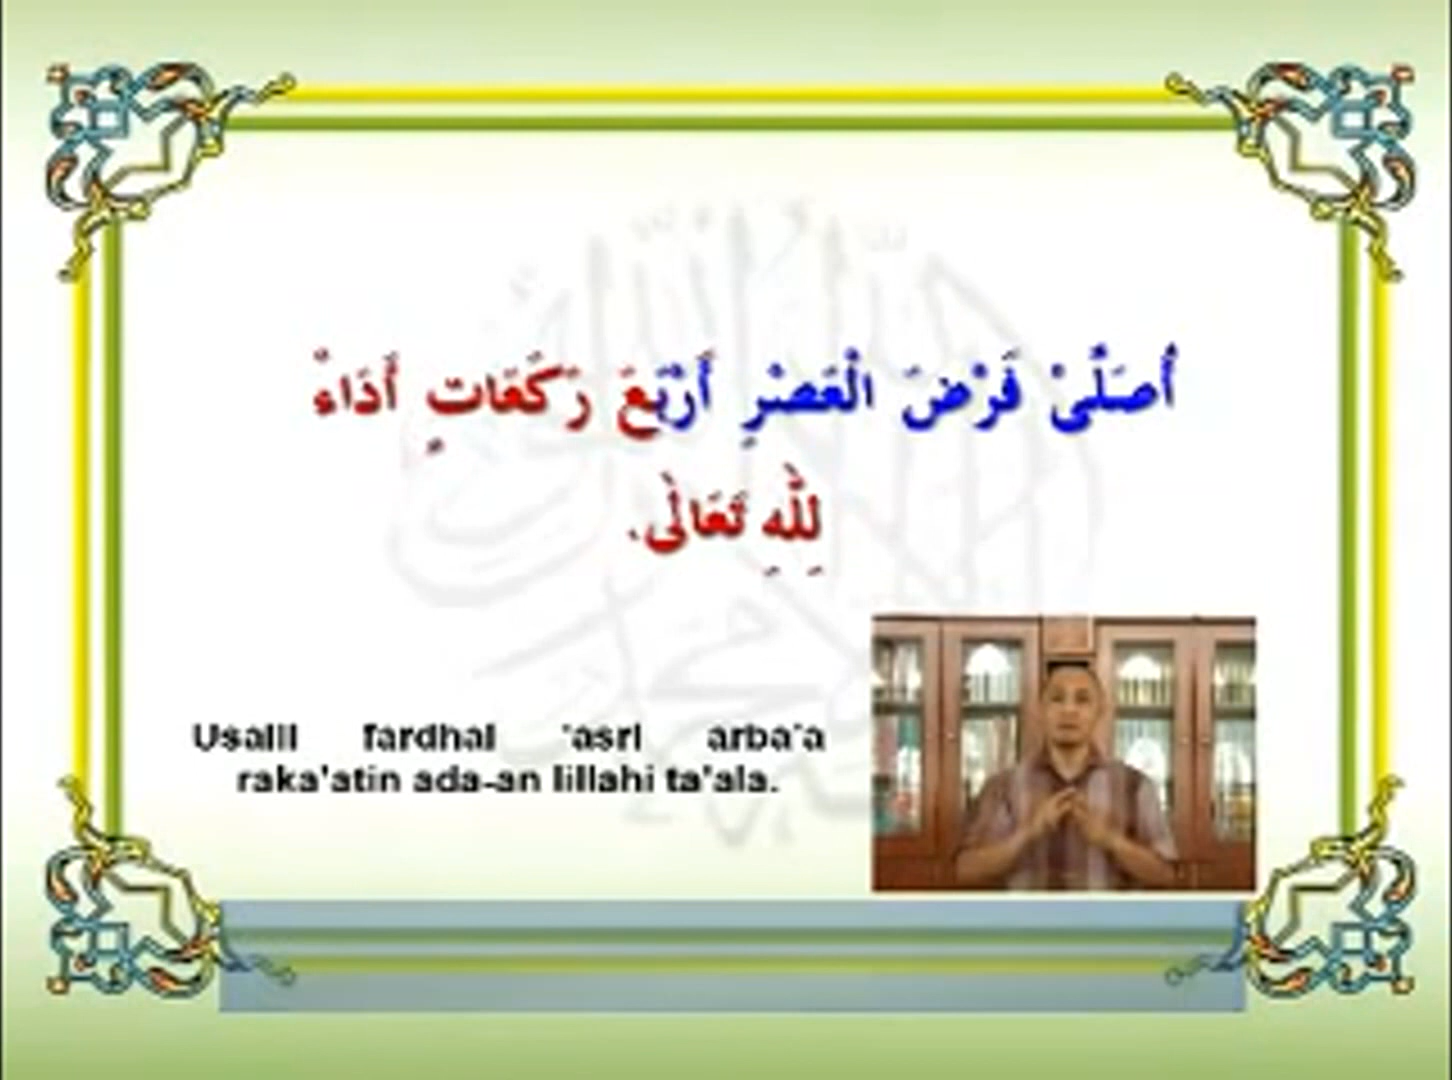 أُصَلِّىْ فَرْضَ الْعَصْرِ أَرْبَعَ رَكَعَاتٍ أَدَاءً
لِلّٰهِ تَعَالٰى.
Usalli fardhal 'asri arba'a
raka'atin ada-an lillahi ta'ala.